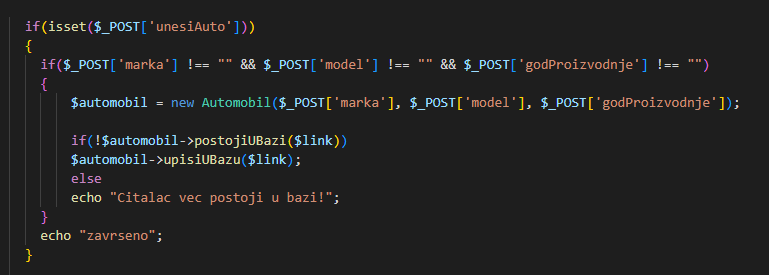 if(isset($_POST['unesiAuto']))
{
if($_POST['marka'] !== "" && $_POST['model'] !== "" && $_POST['godProizvodnje'] !== "")
{
$automobil = new Automobil($_POST['marka'], $_POST['model'], $_POST['godProizvodnje']);
if(!$automobil->postojiUBazi($link))
$automobil->upisiUBazu($link);
else
echo "Citalac vec postoji u bazi!";
}
echo "zavrseno";
}